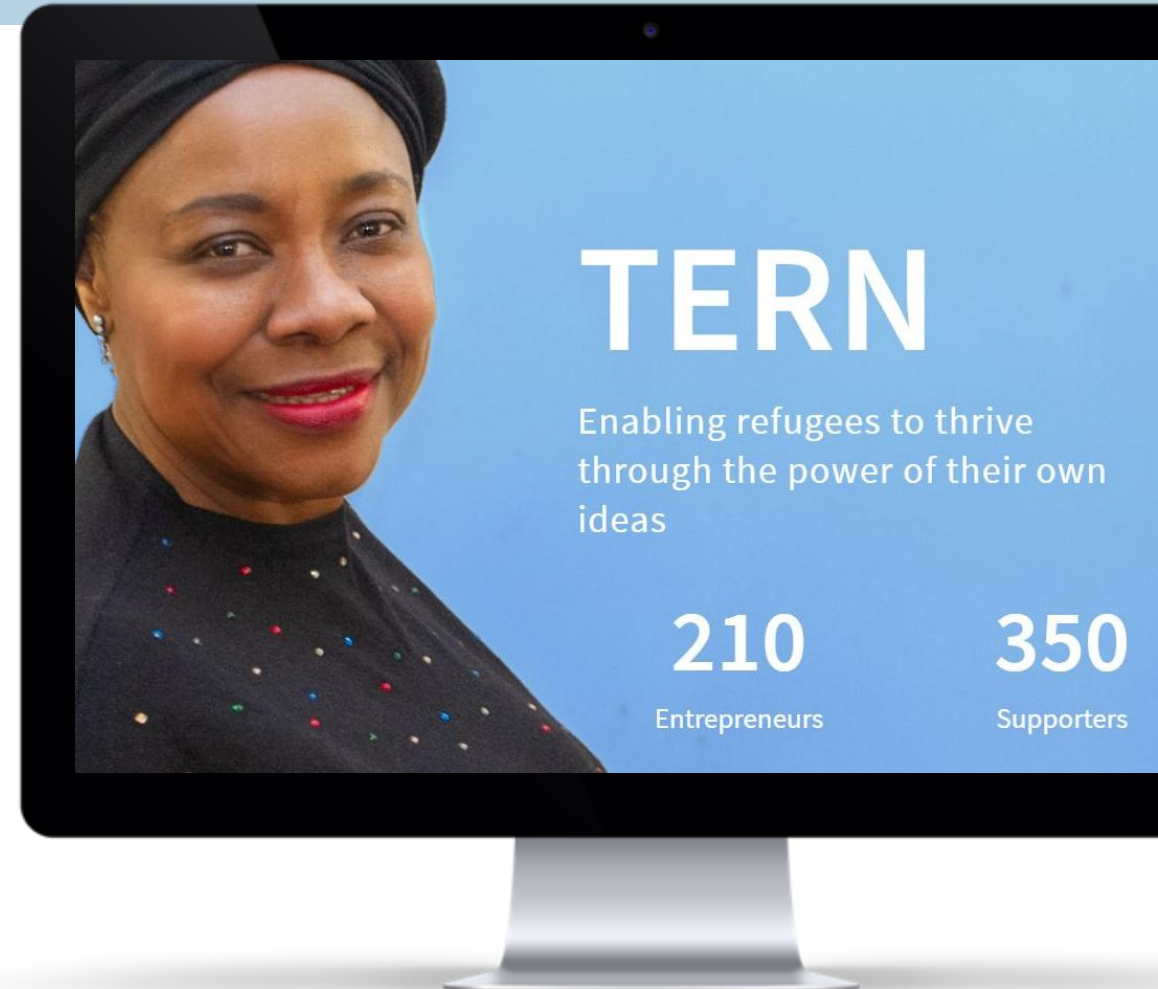 TERN
Enabling refugees to thrive
through the power of their own
ideas
210
350
Entrepreneurs
Supporters